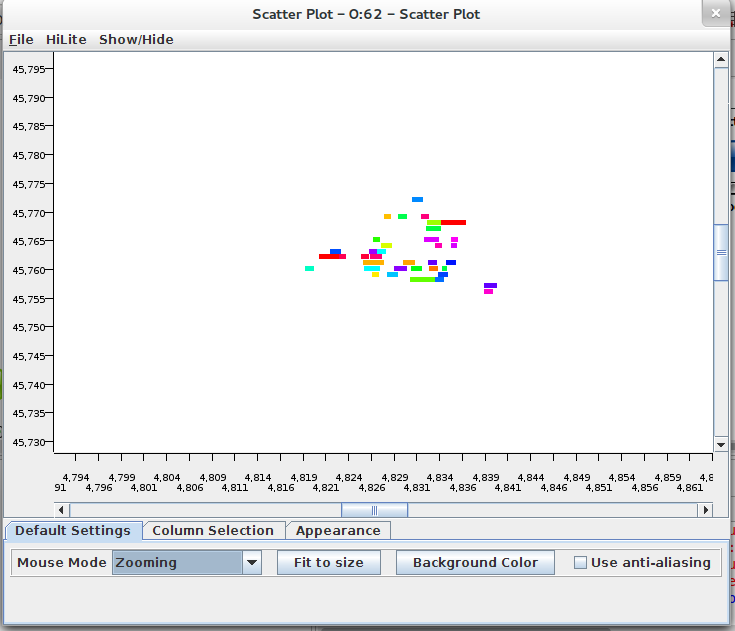 Scatter Plot – O:62 – Scatter Plot
File HiLite Show/Hide
45,795
45,790
45,785
45,780
45,775
45,770
45,765
45,760
45,755
45,750
45,745
45,740
45,735
45,730
4,794 4,799 4,804 4,809 4,814 4,819 4,824 4,829 4,834 4,839 4,844 4,849 4,854 4,859 4,8
91 4,796 4,801 4,806 4,811 4,816 4,821 4,826 4,831 4,836 4,841 4,846 4,851 4,856 4,861
Default Settings Column Selection Appearance
Mouse Mode Zooming Fit to size Background Color Use anti-aliasing